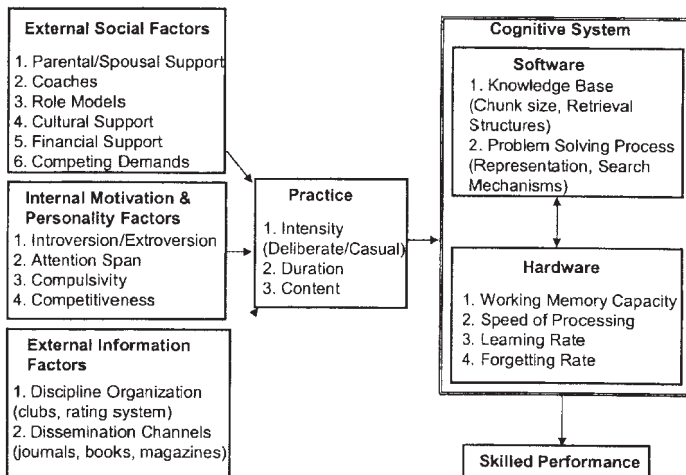 External Social Factors
1. Parental/Spousal Support
2. Coaches
3. Role Models
4. Cultural Support
5. Financial Support
6. Competing Demands
Internal Motivation &
Personality Factors
1. Introversion/Extroversion
2. Attention Span
3. Compulsivity
4. Competitiveness
External Information
Factors
1. Discipline Organization
(clubs, rating system)
2. Dissemination Channels
(journals, books, magazines)
Practice
1. Intensity
(Deliberate/Casual)
2. Duration
3. Content
Cognitive System
Software
1. Knowledge Base
(Chunk size, Retrieval
Structures)
2. Problem Solving Process
(Representation, Search
Mechanisms)
Hardware
1. Working Memory Capacity
2. Speed of Processing
3. Learning Rate
4. Forgetting Rate
Skilled Performance